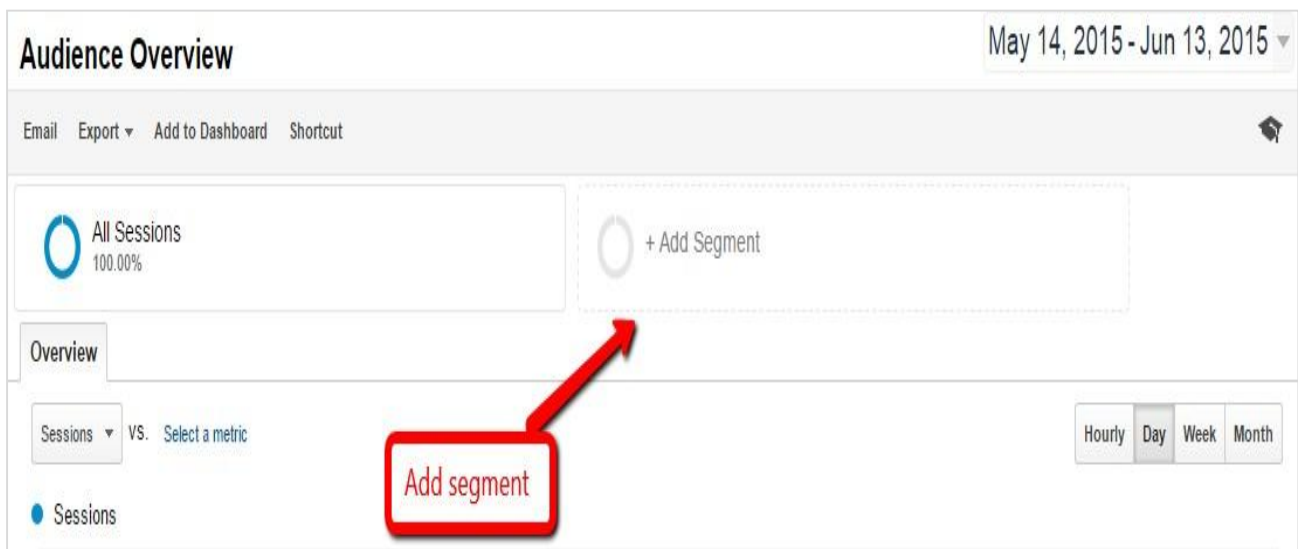 Audience Overview
May 14, 2015 - Jun 13, 2015
Email Export Add to Dashboard Shortcut
All Sessions
100.00%
+ Add Segment
Overview
Sessions VS. Select a metric
Hourly Day Week Month
Add segment
Sessions